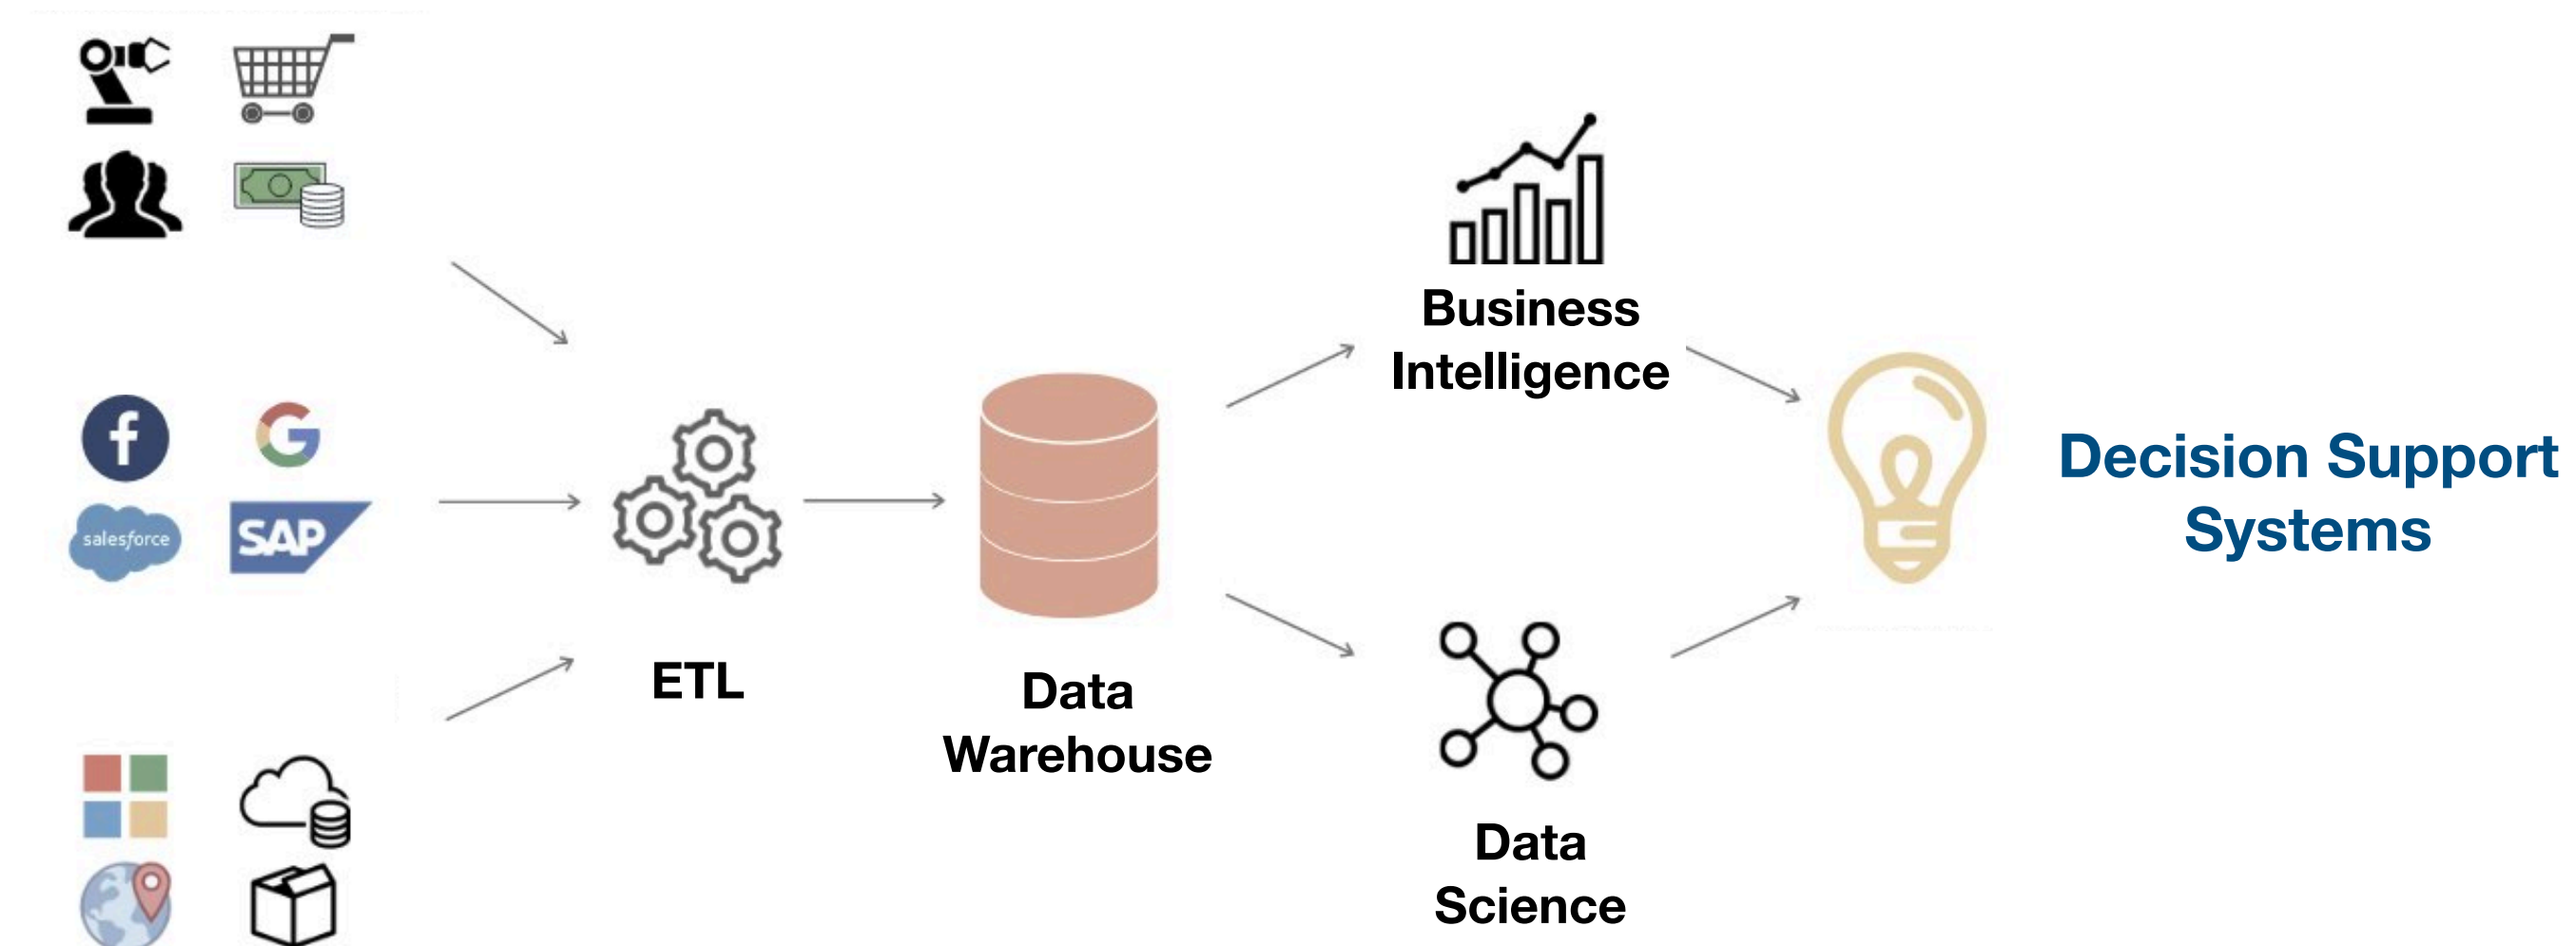 Business
Intelligence
f
G
salesforce
SAP
Decision Support
Systems
ETL
Data
Warehouse
Data
Science